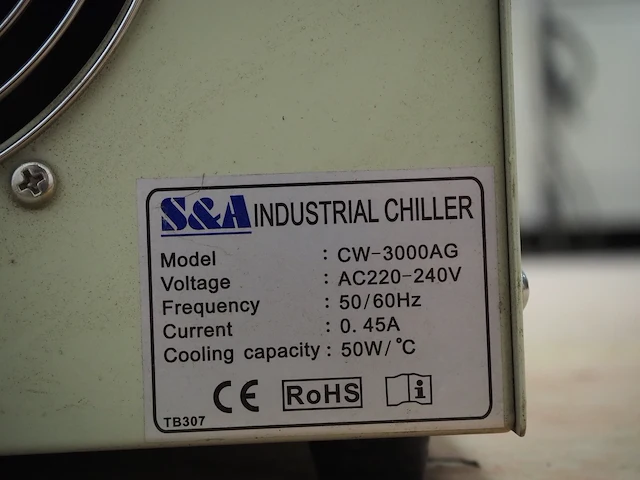 S&A INDUSTRIAL CHILLER
Model : CW-3000AG
Voltage : AC220-240V
Frequency : 50/60Hz
Current : 0.45A
Cooling capacity : 50W/°C
CE RoHS i
TB307